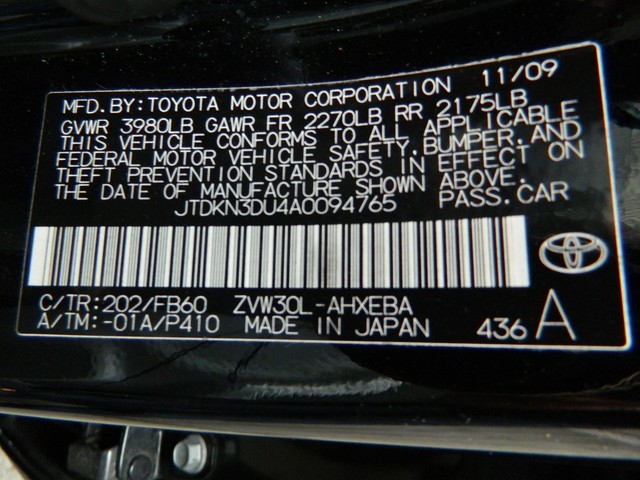 MFD. BY: TOYOTA MOTOR CORPORATION 11/09
GVWR 3980LB GAWR FR 2270LB RR 2175LB
THIS VEHICLE CONFORMS TO ALL APPLICABLE
FEDERAL MOTOR VEHICLE SAFETY, BUMPER, AND
THEFT PREVENTION STANDARDS IN EFFECT ON
THE DATE OF MANUFACTURE SHOWN ABOVE.
JTDKN3DU4A0094765 PASS. CAR
C/TR: 202/FB60 ZVW30L-AHXEBA
A/TM: -01A/P410 MADE IN JAPAN 436 A